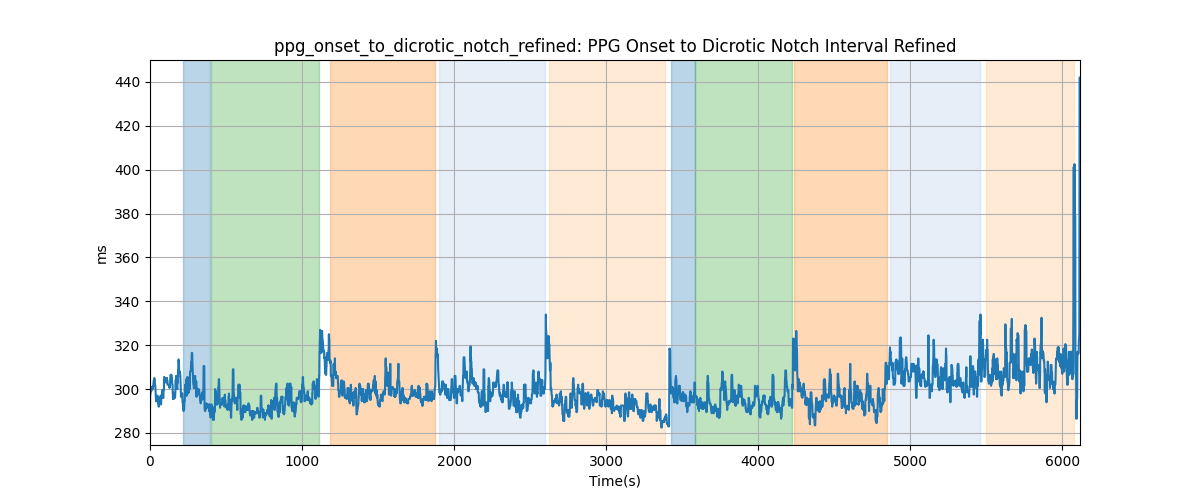 ppg_onset_to_dicrotic_notch_refined: PPG Onset to Dicrotic Notch Interval Refined
440
420
400
380
360
340
320
300
280
ms
0 1000 2000 3000 4000 5000 6000
Time(s)